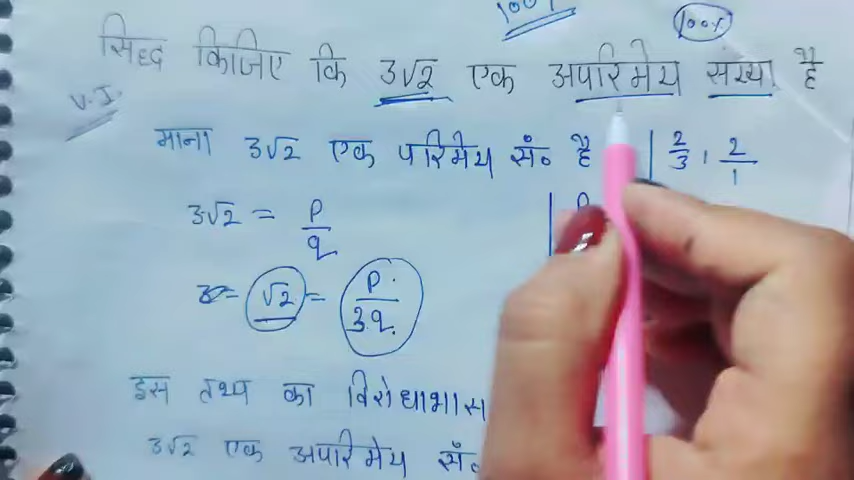 100%
100%
सिद्ध किजिए कि 3√2 एक अपरिमेय संख्या है
V.I.
माना 3√2 एक परिमेय सं० है | 2/3 , 2/1
3√2 = p/q
√2 = p/3q
इस तथ्य का विरोधाभास
3√2 एक अपरिमेय सं०